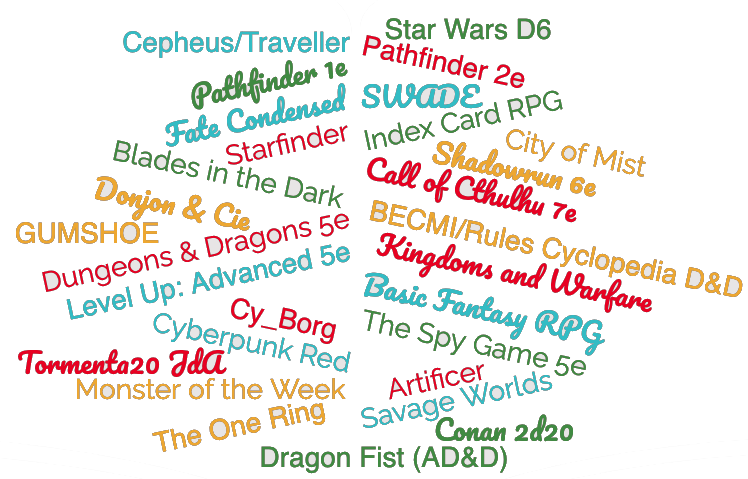 Star Wars D6
Cepheus/Traveller
Pathfinder 2e
Pathfinder 1e
SWADE
Fate Condensed
Index Card RPG
Starfinder
City of Mist
Blades in the Dark
Shadowrun 6e
Call of Cthulhu 7e
Donjon & Cie
BECMI/Rules Cyclopedia D&D
GUMSHOE
Dungeons & Dragons 5e
Kingdoms and Warfare
Level Up: Advanced 5e
Basic Fantasy RPG
Cy_Borg
The Spy Game 5e
Cyberpunk Red
Tormenta20 JdA
Artificer
Monster of the Week
Savage Worlds
The One Ring
Conan 2d20
Dragon Fist (AD&D)